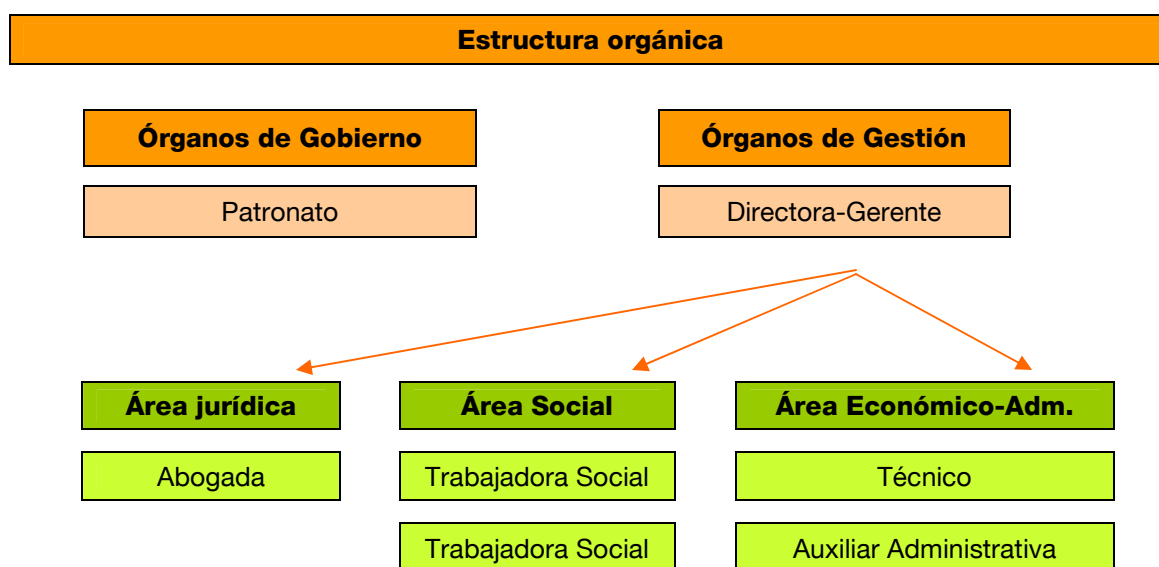 Estructura orgánica
Órganos de Gobierno
Órganos de Gestión
Patronato
Directora-Gerente
Área jurídica
Área Social
Área Económico-Adm.
Abogada
Trabajadora Social
Técnico
Trabajadora Social
Auxiliar Administrativa